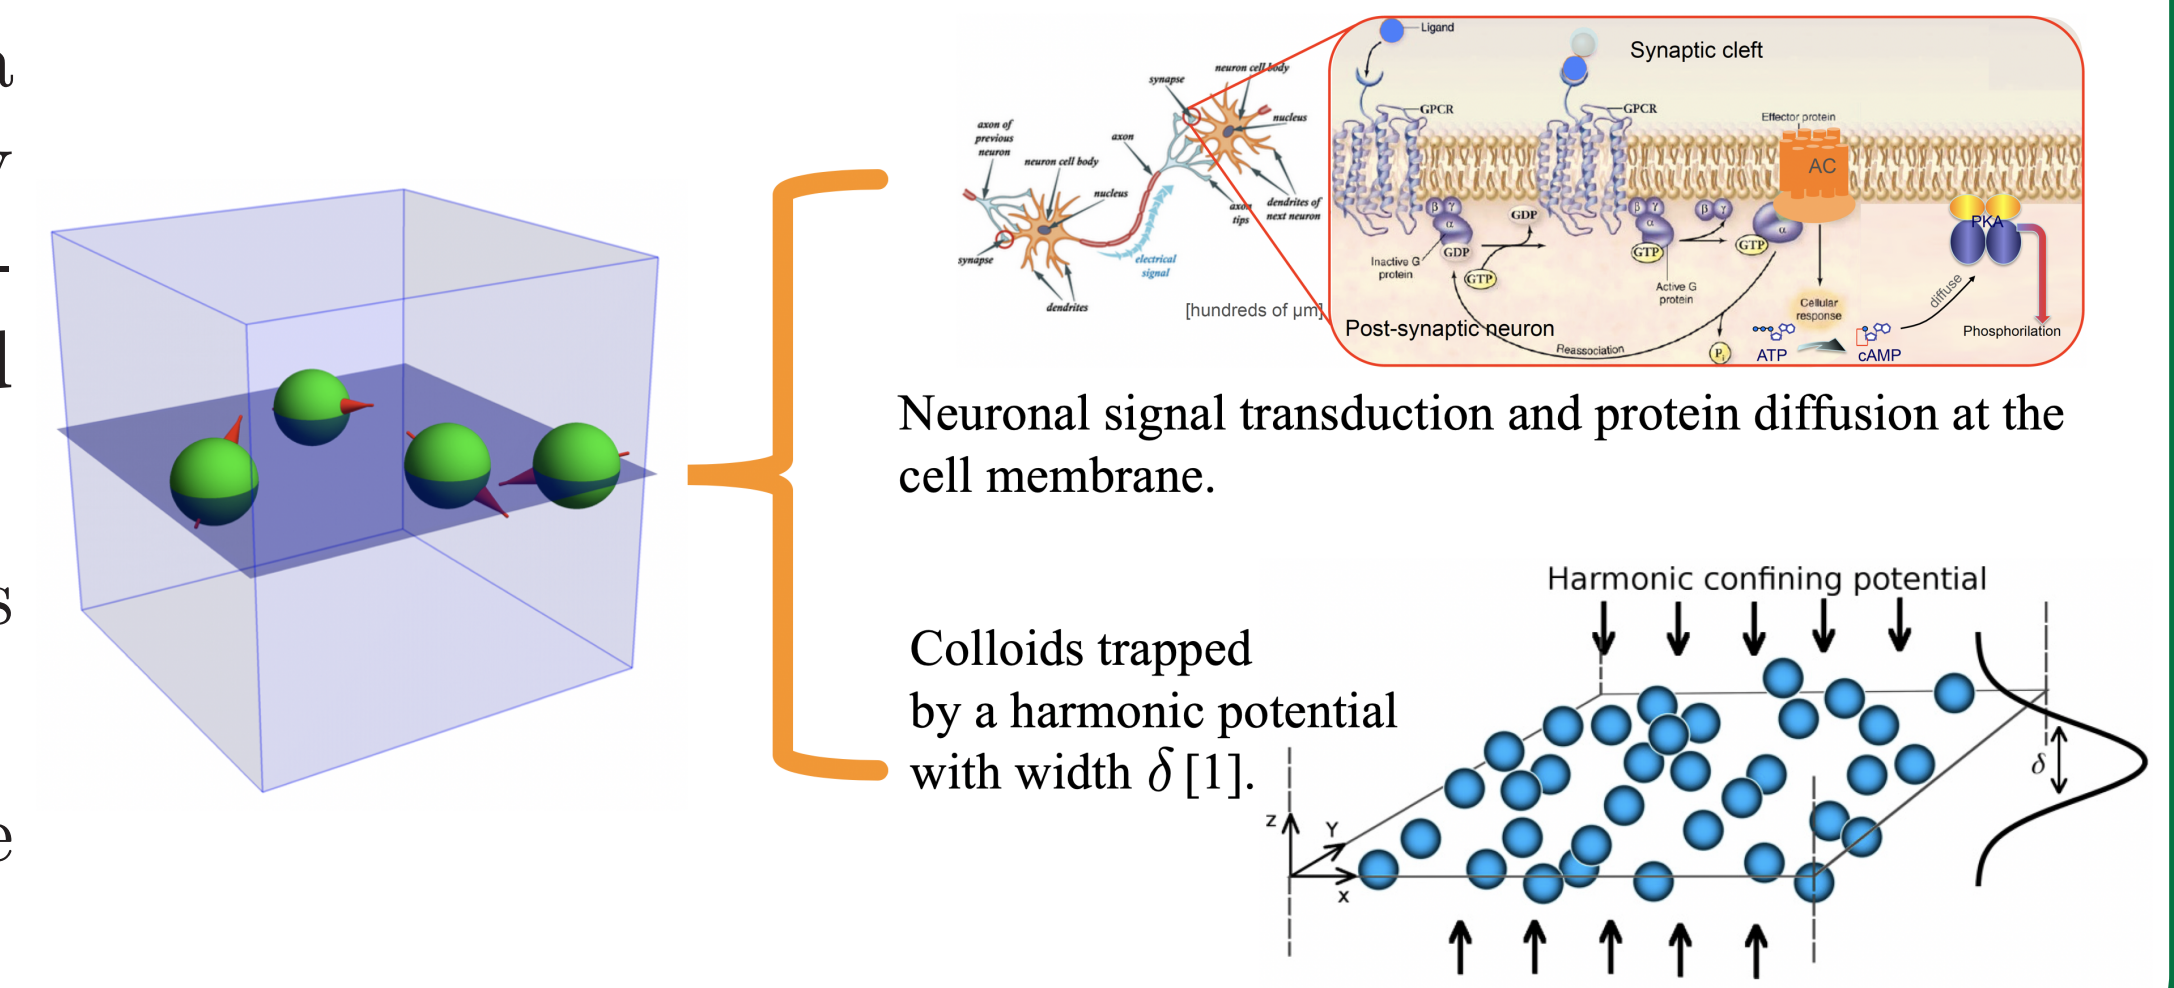 a
y
-
d
s
e
Ligand
Synaptic cleft
neuron cell body
synapse
nucleus
axon of
previous
neuron
axon
neuron cell body
nucleus
axon
tips
dendrites of
next neuron
synapse
electrical
signal
dendrites
[hundreds of μm]
GPCR
GPCR
Effector protein
AC
β γ
α
GDP
GDP
Inactive G
protein
GTP
β γ
α
GTP
β γ
GTP
α
Active G
protein
PKA
diffuse
Cellular
response
Post-synaptic neuron
Reassociation
Pi
ATP
cAMP
Phosphorilation
Neuronal signal transduction and protein diffusion at the
cell membrane.
Harmonic confining potential
Colloids trapped
by a harmonic potential
with width δ [1].
δ
Z
Y
X